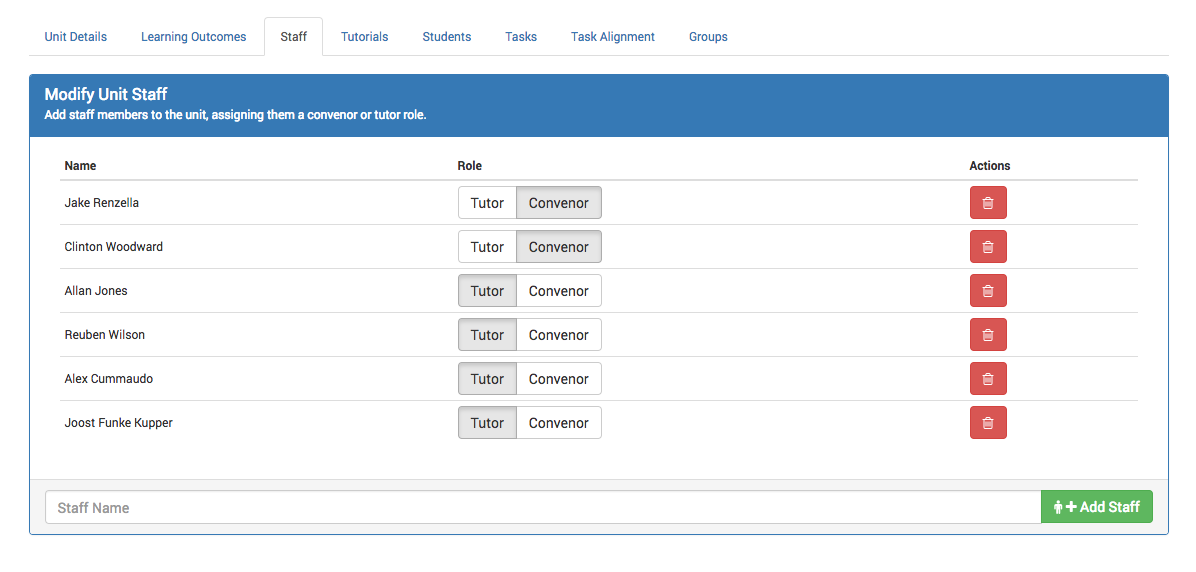 Unit Details Learning Outcomes Staff Tutorials Students Tasks Task Alignment Groups
Modify Unit Staff
Add staff members to the unit, assigning them a convenor or tutor role.
Name Role Actions
Jake Renzella Tutor Convenor
Clinton Woodward Tutor Convenor
Allan Jones Tutor Convenor
Reuben Wilson Tutor Convenor
Alex Cummaudo Tutor Convenor
Joost Funke Kupper Tutor Convenor
Staff Name Add Staff